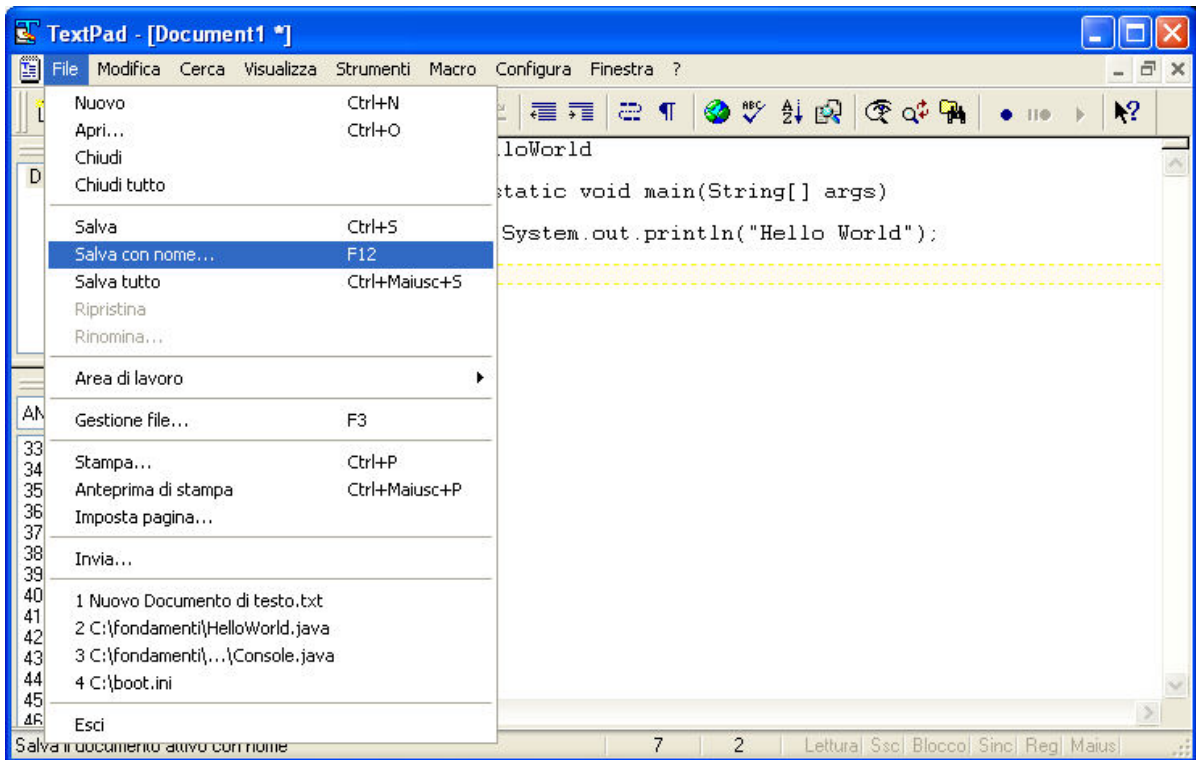 TextPad - [Document1 *]
File Modifica Cerca Visualizza Strumenti Macro Configura Finestra ?
Nuovo Ctrl+N
Apri... Ctrl+O
Chiudi
Chiudi tutto
Salva Ctrl+S
Salva con nome... F12
Salva tutto Ctrl+Maiusc+S
Ripristina
Rinomina...
Area di lavoro
Gestione file... F3
Stampa... Ctrl+P
Anteprima di stampa Ctrl+Maiusc+P
Imposta pagina...
Invia...
1 Nuovo Documento di testo.txt
2 C:\fondamenti\HelloWorld.java
3 C:\fondamenti\...\Console.java
4 C:\boot.ini
Esci
loWorld
static void main(String[] args)
System.out.println("Hello World");
D
AN
33
34
35
36
37
38
39
40
41
42
43
44
45
46
Salva il documento attivo con nome 7 2 Lettura Ssc Blocco Sinc Reg Maius